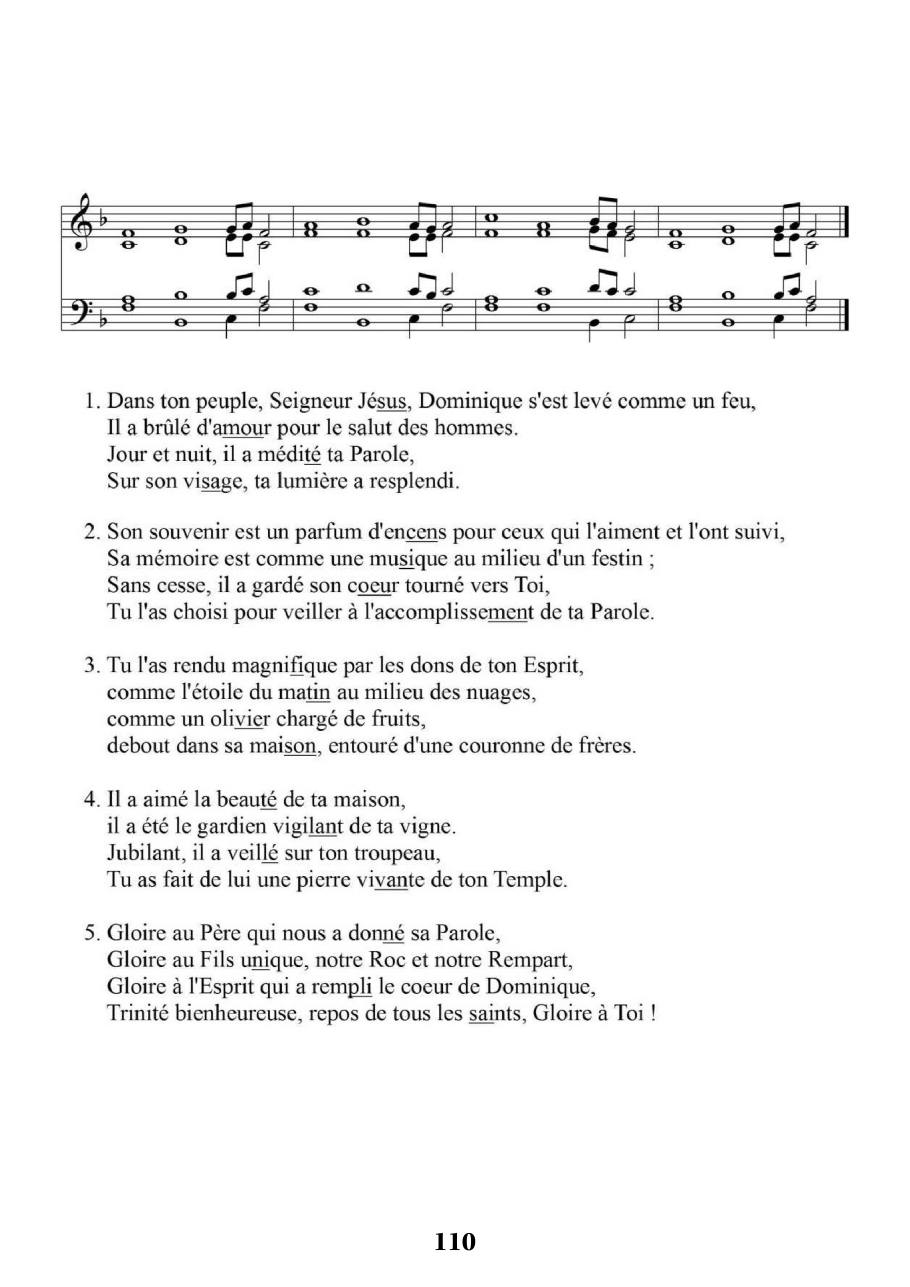 1. Dans ton peuple, Seigneur Jésus, Dominique s'est levé comme un feu,
Il a brûlé d'amour pour le salut des hommes.
Jour et nuit, il a médité ta Parole,
Sur son visage, ta lumière a resplendi.
2. Son souvenir est un parfum d'encens pour ceux qui l'aiment et l'ont suivi,
Sa mémoire est comme une musique au milieu d'un festin ;
Sans cesse, il a gardé son coeur tourné vers Toi,
Tu l'as choisi pour veiller à l'accomplissement de ta Parole.
3. Tu l'as rendu magnifique par les dons de ton Esprit,
comme l'étoile du matin au milieu des nuages,
comme un olivier chargé de fruits,
debout dans sa maison, entouré d'une couronne de frères.
4. Il a aimé la beauté de ta maison,
il a été le gardien vigilant de ta vigne.
Jubilant, il a veillé sur ton troupeau,
Tu as fait de lui une pierre vivante de ton Temple.
5. Gloire au Père qui nous a donné sa Parole,
Gloire au Fils unique, notre Roc et notre Rempart,
Gloire à l'Esprit qui a rempli le coeur de Dominique,
Trinité bienheureuse, repos de tous les saints, Gloire à Toi !
110